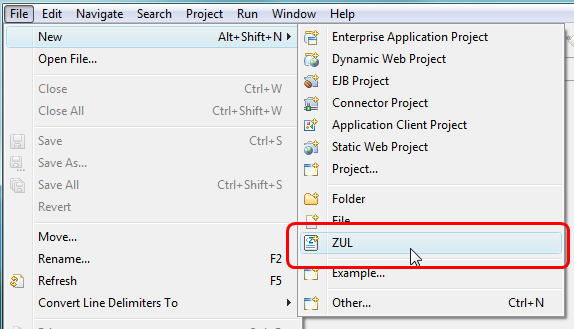 File Edit Navigate Search Project Run Window Help
New Alt+Shift+N
Open File...
Close Ctrl+W
Close All Ctrl+Shift+W
Save Ctrl+S
Save As...
Save All Ctrl+Shift+S
Revert
Move...
Rename... F2
Refresh F5
Convert Line Delimiters To
Enterprise Application Project
Dynamic Web Project
EJB Project
Connector Project
Application Client Project
Static Web Project
Project...
Folder
File
ZUL
Example...
Other... Ctrl+N